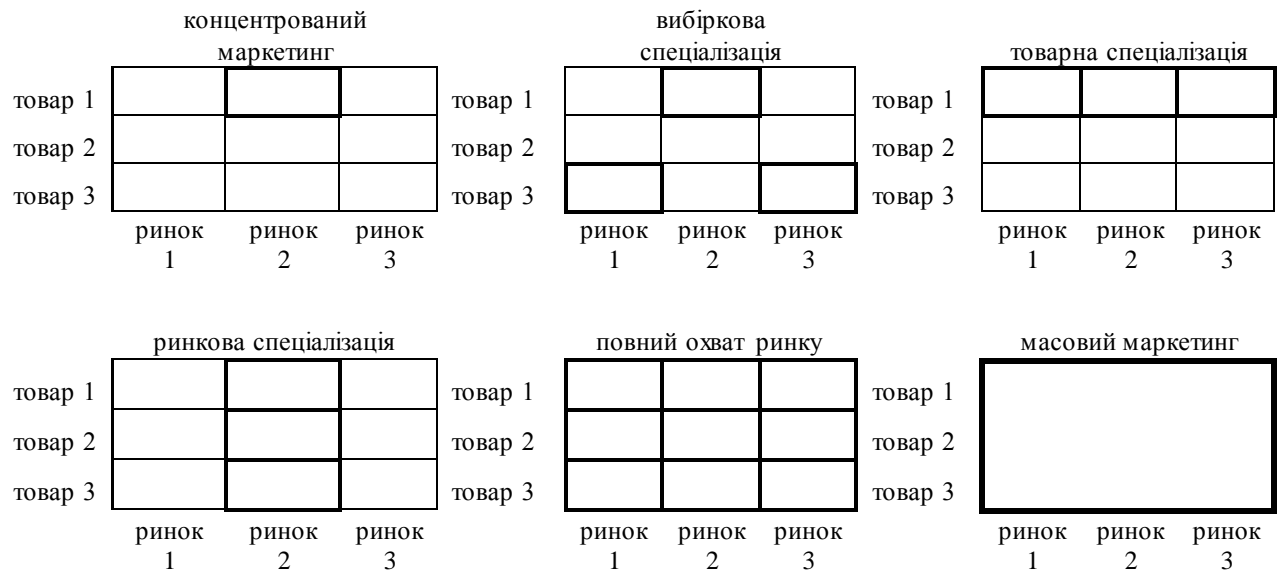 концентрований
маркетинг
вибіркова
спеціалізація
товарна спеціалізація
товар 1
товар 2
товар 3
ринок ринок ринок
1 2 3
товар 1
товар 2
товар 3
ринок ринок ринок
1 2 3
товар 1
товар 2
товар 3
ринок ринок ринок
1 2 3
ринкова спеціалізація
повний охват ринку
масовий маркетинг
товар 1
товар 2
товар 3
ринок ринок ринок
1 2 3
товар 1
товар 2
товар 3
ринок ринок ринок
1 2 3
товар 1
товар 2
товар 3
ринок ринок ринок
1 2 3